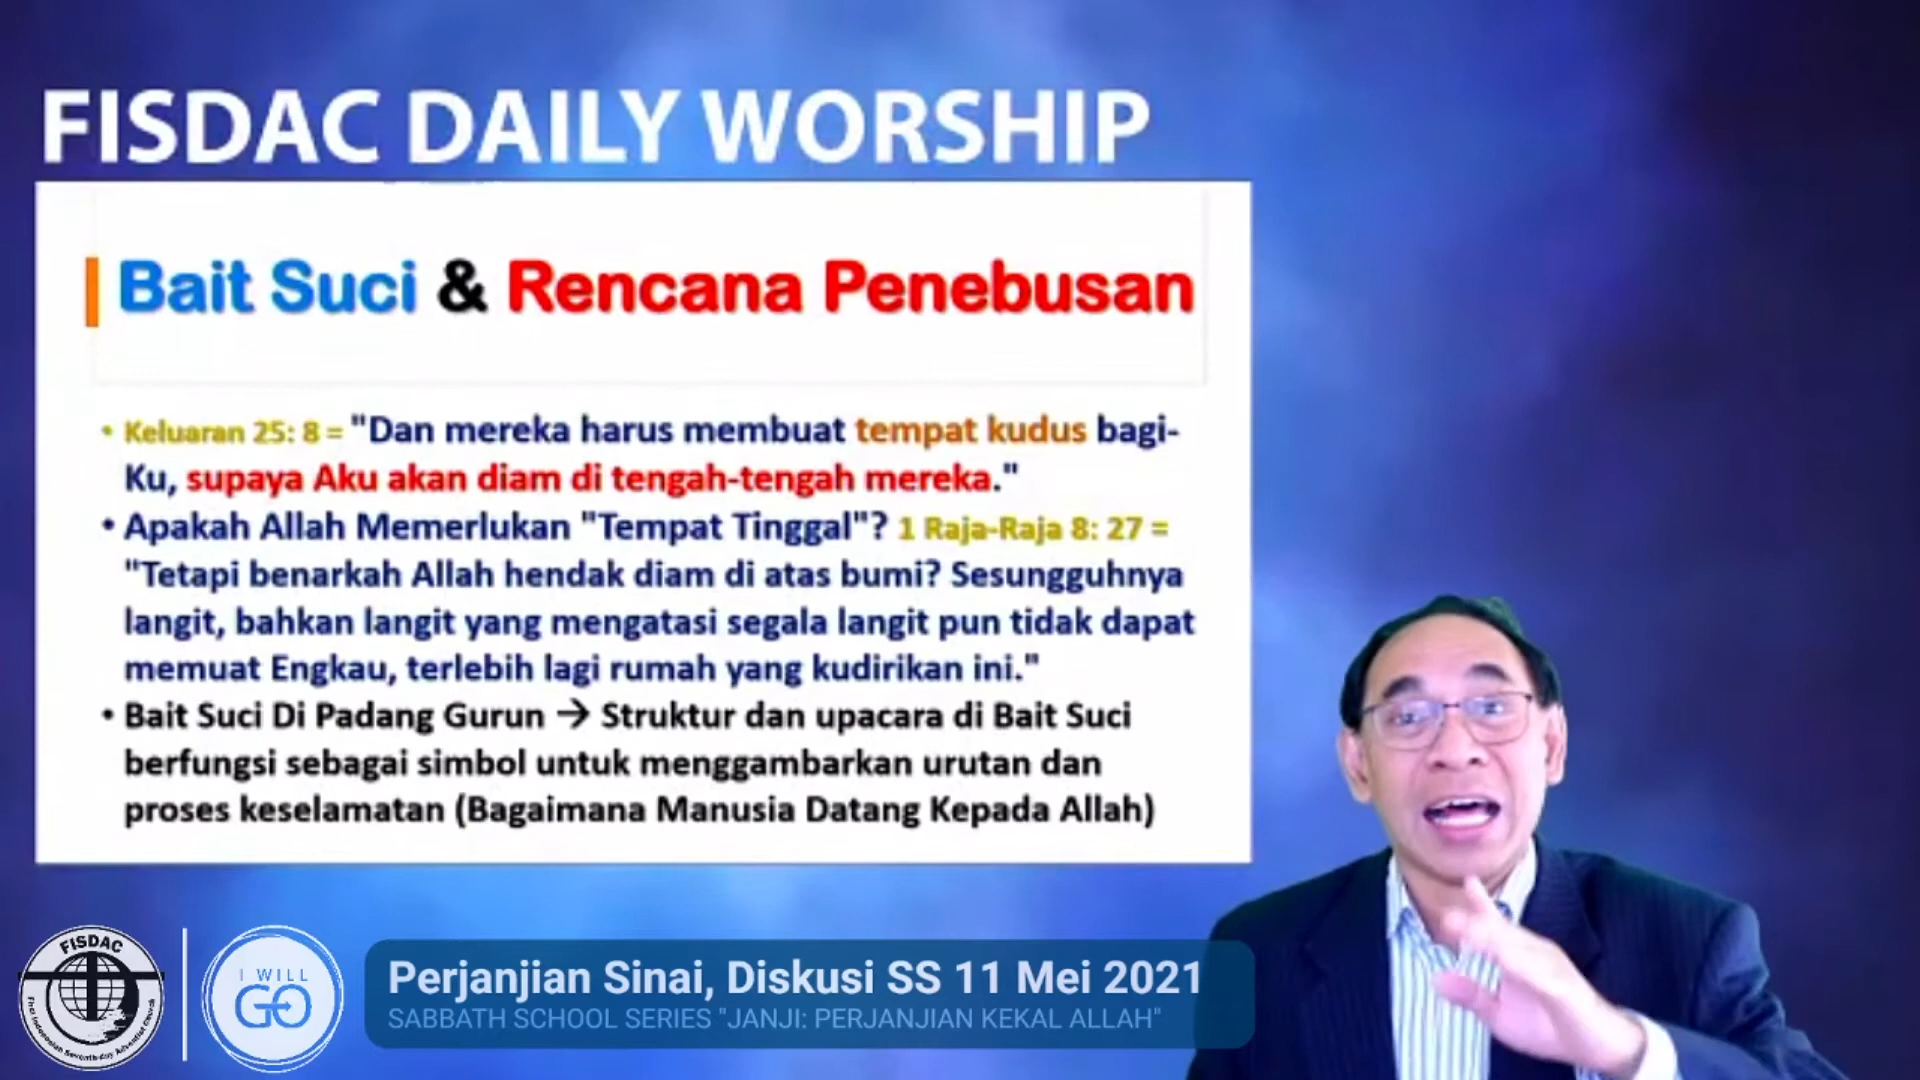 FISDAC DAILY WORSHIP
Bait Suci & Rencana Penebusan
• Keluaran 25: 8 = "Dan mereka harus membuat tempat kudus bagi-
Ku, supaya Aku akan diam di tengah-tengah mereka."
• Apakah Allah Memerlukan "Tempat Tinggal"? 1 Raja-Raja 8: 27 =
"Tetapi benarkah Allah hendak diam di atas bumi? Sesungguhnya
langit, bahkan langit yang mengatasi segala langit pun tidak dapat
memuat Engkau, terlebih lagi rumah yang kudirikan ini."
• Bait Suci Di Padang Gurun → Struktur dan upacara di Bait Suci
berfungsi sebagai simbol untuk menggambarkan urutan dan
proses keselamatan (Bagaimana Manusia Datang Kepada Allah)
FISDAC
I WILL
GO
Perjanjian Sinai, Diskusi SS 11 Mei 2021
SABBATH SCHOOL SERIES "JANJI: PERJANJIAN KEKAL ALLAH"